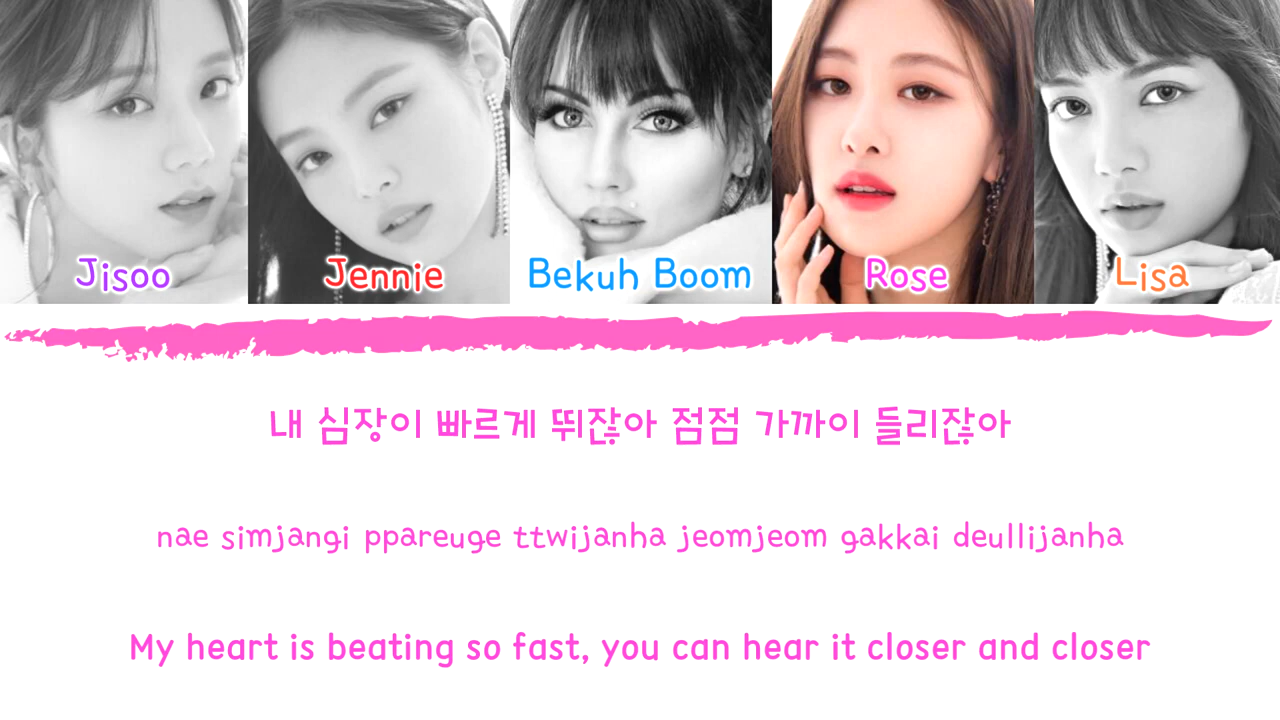 Jisoo Jennie Bekuh Boom Rose Lisa
내 심장이 빠르게 뛰잖아 점점 가까이 들리잖아
nae simjangi ppareuge ttwijanha jeomjeom gakkai deullijanha
My heart is beating so fast, you can hear it closer and closer